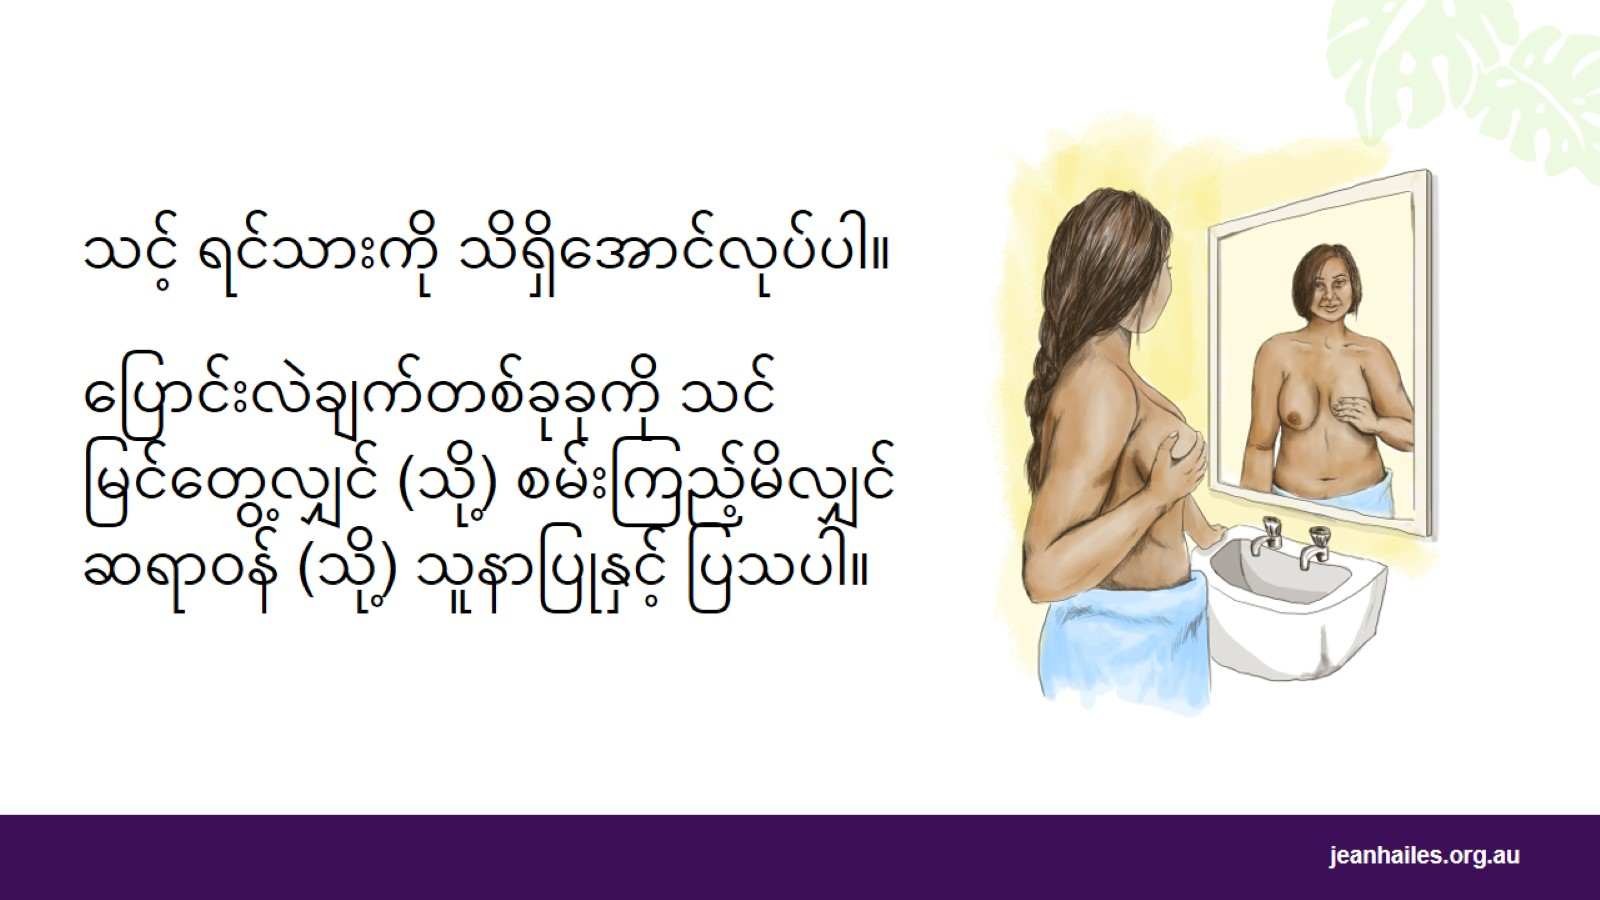 သင့် ရင်သားကို သိရှိအောင်လုပ်ပါ။
ပြောင်းလဲချက်တစ်ခုခုကို သင်
မြင်တွေ့လျှင် (သို့) စမ်းကြည့်မိလျှင်
ဆရာဝန် (သို့) သူနာပြုနှင့် ပြသပါ။
jeanhailes.org.au